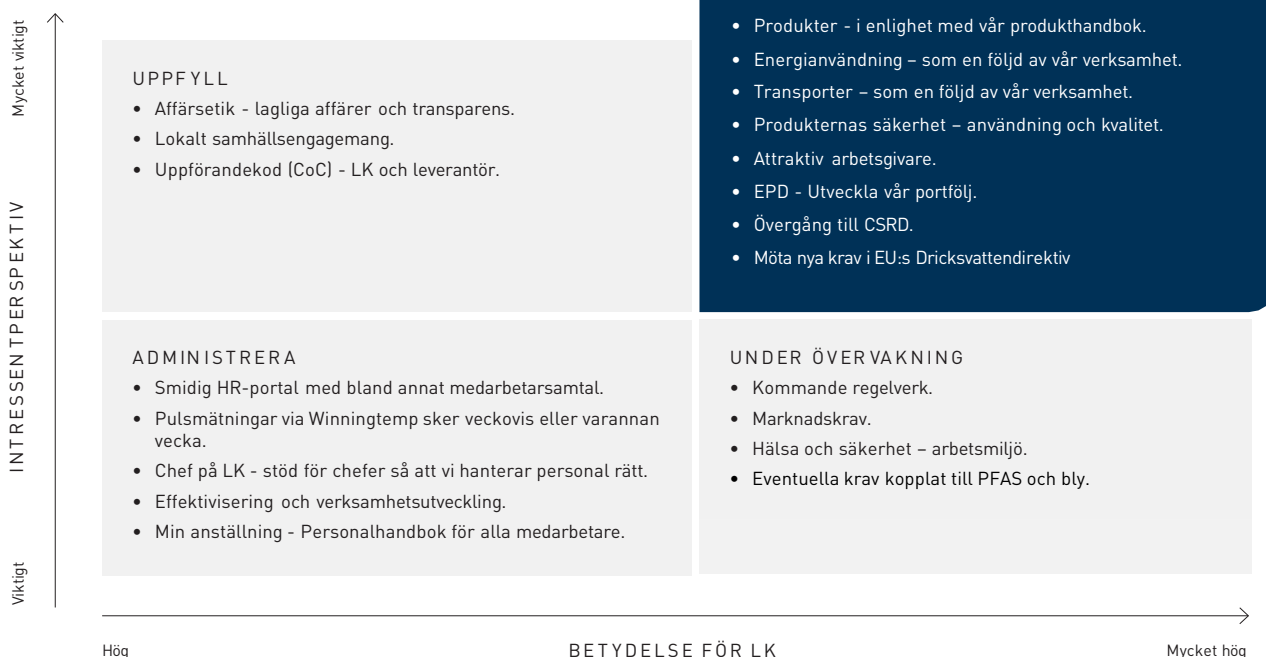 Mycket viktigt
INTRESSENTPERSPEKTIV
Viktigt
UPPFYLL
• Affärsetik - lagliga affärer och transparens.
• Lokalt samhällsengagemang.
• Uppförandekod (CoC) - LK och leverantör.
• Produkter - i enlighet med vår produkthandbok.
• Energianvändning – som en följd av vår verksamhet.
• Transporter – som en följd av vår verksamhet.
• Produkternas säkerhet – användning och kvalitet.
• Attraktiv arbetsgivare.
• EPD - Utveckla vår portfölj.
• Övergång till CSRD.
• Möta nya krav i EU:s Dricksvattendirektiv
ADMINISTRERA
• Smidig HR-portal med bland annat medarbetarsamtal.
• Pulsmätningar via Winningtemp sker veckovis eller varannan
vecka.
• Chef på LK - stöd för chefer så att vi hanterar personal rätt.
• Effektivisering och verksamhetsutveckling.
• Min anställning - Personalhandbok för alla medarbetare.
UNDER ÖVERVAKNING
• Kommande regelverk.
• Marknadskrav.
• Hälsa och säkerhet – arbetsmiljö.
• Eventuella krav kopplat till PFAS och bly.
Hög
BETYDELSE FÖR LK
Mycket hög